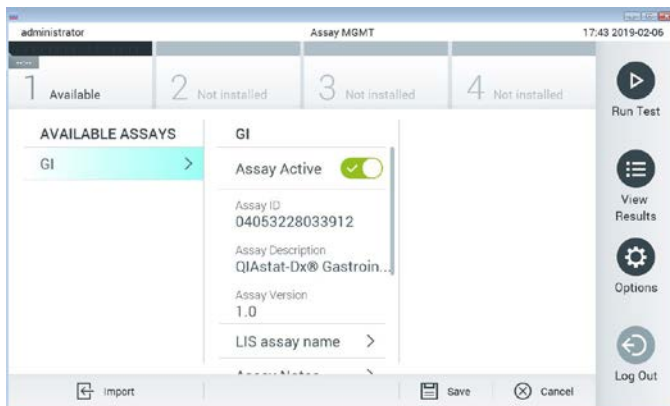 administrator Assay MGMT 17:43 2019-02-06
1 Available 2 Not installed 3 Not installed 4 Not installed
Run Test
AVAILABLE ASSAYS
GI
GI
Assay Active
Assay ID
04053228033912
Assay Description
QIAstat-Dx® Gastroin...
Assay Version
1.0
LIS assay name
View
Results
Options
Log Out
Import Save Cancel